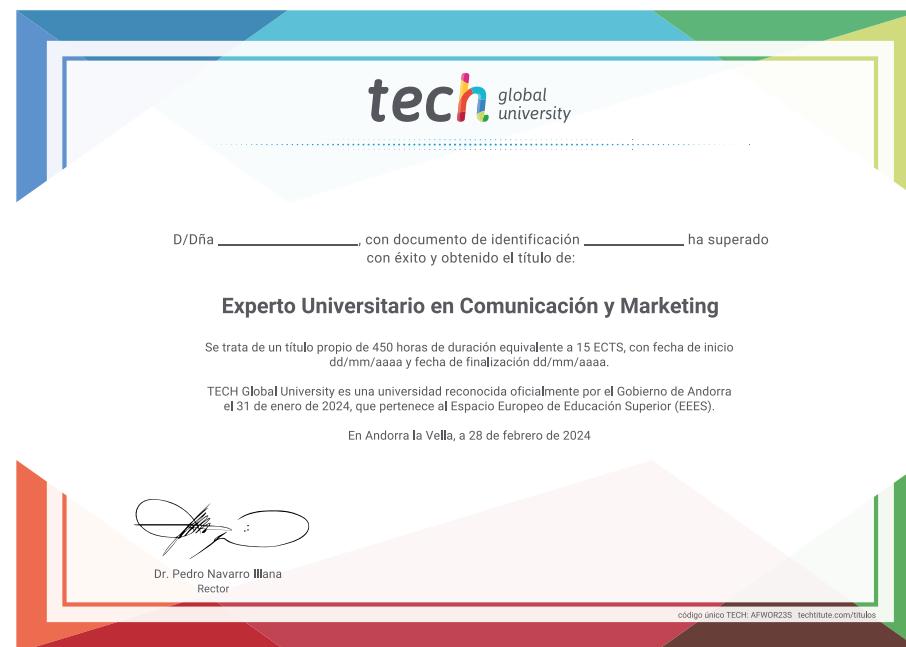 tech global university
D/Dña ____________________, con documento de identificación ______________ ha superado
con éxito y obtenido el título de:
Experto Universitario en Comunicación y Marketing
Se trata de un título propio de 450 horas de duración equivalente a 15 ECTS, con fecha de inicio
dd/mm/aaaa y fecha de finalización dd/mm/aaaa.
TECH Global University es una universidad reconocida oficialmente por el Gobierno de Andorra
el 31 de enero de 2024, que pertenece al Espacio Europeo de Educación Superior (EEES).
En Andorra la Vella, a 28 de febrero de 2024
Dr. Pedro Navarro Illana
Rector
código único TECH: AFWOR23S techtitute.com/titulos